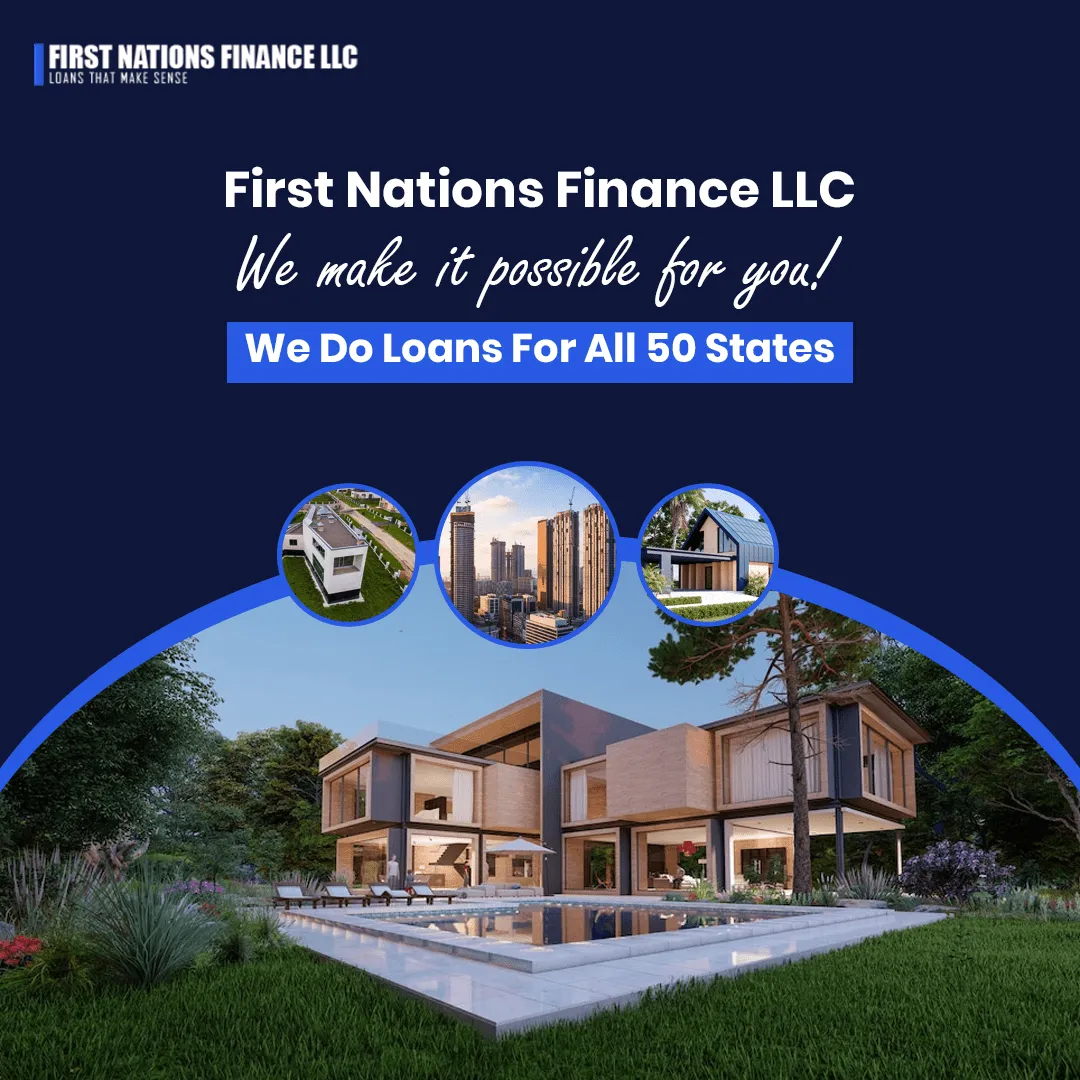 FIRST NATIONS FINANCE LLC
LOANS THAT MAKE SENSE
First Nations Finance LLC
We make it possible for you!
We Do Loans For All 50 States